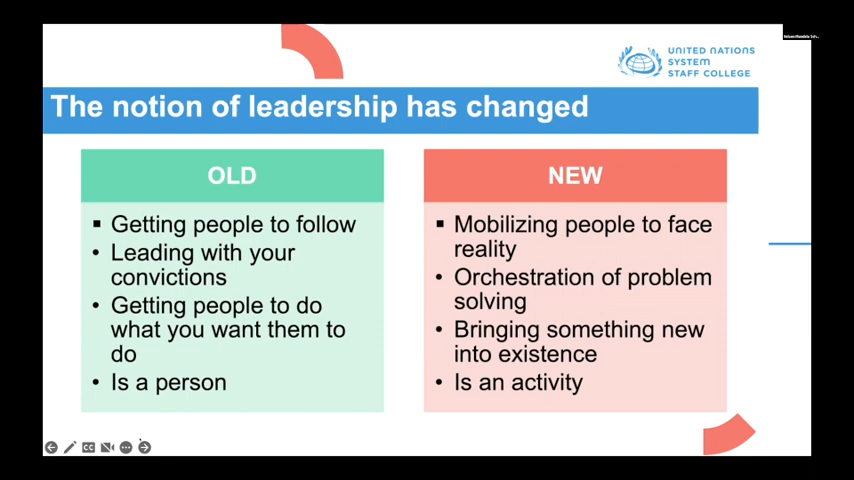 UNITED NATIONS
SYSTEM
STAFF COLLEGE
The notion of leadership has changed
OLD
▪ Getting people to follow
• Leading with your
convictions
• Getting people to do
what you want them to
do
• Is a person
NEW
▪ Mobilizing people to face
reality
• Orchestration of problem
solving
• Bringing something new
into existence
• Is an activity
CC